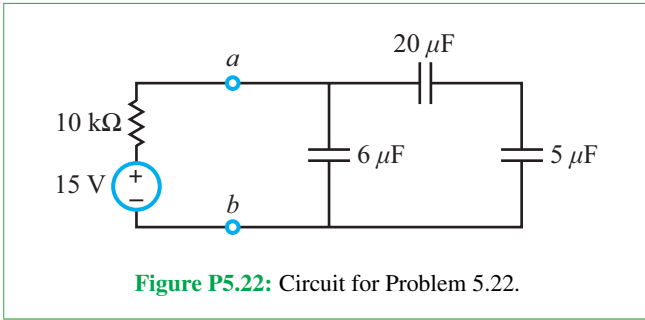 20 μF
a
10 kΩ
6 μF
5 μF
15 V
+
−
b
Figure P5.22: Circuit for Problem 5.22.